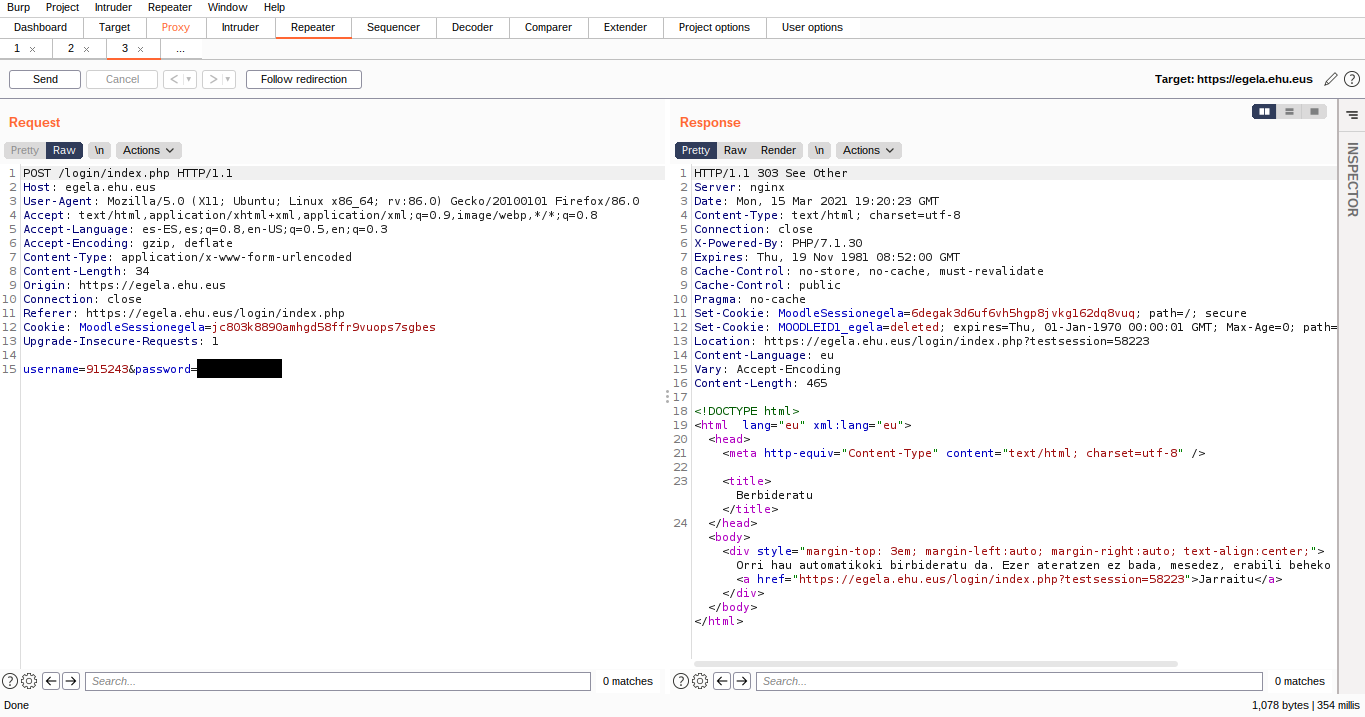 Burp Project Intruder Repeater Window Help
Dashboard Target Proxy Intruder Repeater Sequencer Decoder Comparer Extender Project options User options
1 × 2 × 3 × ...
Send Cancel < ▾ > ▾ Follow redirection Target: https://egela.ehu.eus ?
Request
Pretty Raw \n Actions
1 POST /login/index.php HTTP/1.1
2 Host: egela.ehu.eus
3 User-Agent: Mozilla/5.0 (X11; Ubuntu; Linux x86_64; rv:86.0) Gecko/20100101 Firefox/86.0
4 Accept: text/html,application/xhtml+xml,application/xml;q=0.9,image/webp,*/*;q=0.8
5 Accept-Language: es-ES,es;q=0.8,en-US;q=0.5,en;q=0.3
6 Accept-Encoding: gzip, deflate
7 Content-Type: application/x-www-form-urlencoded
8 Content-Length: 34
9 Origin: https://egela.ehu.eus
10 Connection: close
11 Referer: https://egela.ehu.eus/login/index.php
12 Cookie: MoodleSessionegela=jc803k8890amhgd58ffr9vuops7sgbes
13 Upgrade-Insecure-Requests: 1
14
15 username=915243&password=
? Search... 0 matches
Response
Pretty Raw Render \n Actions
1 HTTP/1.1 303 See Other
2 Server: nginx
3 Date: Mon, 15 Mar 2021 19:20:23 GMT
4 Content-Type: text/html; charset=utf-8
5 Connection: close
6 X-Powered-By: PHP/7.1.30
7 Expires: Thu, 19 Nov 1981 08:52:00 GMT
8 Cache-Control: no-store, no-cache, must-revalidate
9 Cache-Control: public
10 Pragma: no-cache
11 Set-Cookie: MoodleSessionegela=6degak3d6uf6vh5hgp8jvkg162dq8vuq; path=/; secure
12 Set-Cookie: MOODLEID1_egela=deleted; expires=Thu, 01-Jan-1970 00:00:01 GMT; Max-Age=0; path=
13 Location: https://egela.ehu.eus/login/index.php?testsession=58223
14 Content-Language: eu
15 Vary: Accept-Encoding
16 Content-Length: 465
17
18 <!DOCTYPE html>
19 <html lang="eu" xml:lang="eu">
20 <head>
21 <meta http-equiv="Content-Type" content="text/html; charset=utf-8" />
22
23 <title>
Berbideratu
</title>
24 </head>
<body>
<div style="margin-top: 3em; margin-left:auto; margin-right:auto; text-align:center;">
Orri hau automatikoki birbideratu da. Ezer ateratzen ez bada, mesedez, erabili beheko
<a href="https://egela.ehu.eus/login/index.php?testsession=58223">Jarraitu</a>
</div>
</body>
</html>
? Search... 0 matches
INSPECTOR
Done 1,078 bytes | 354 millis